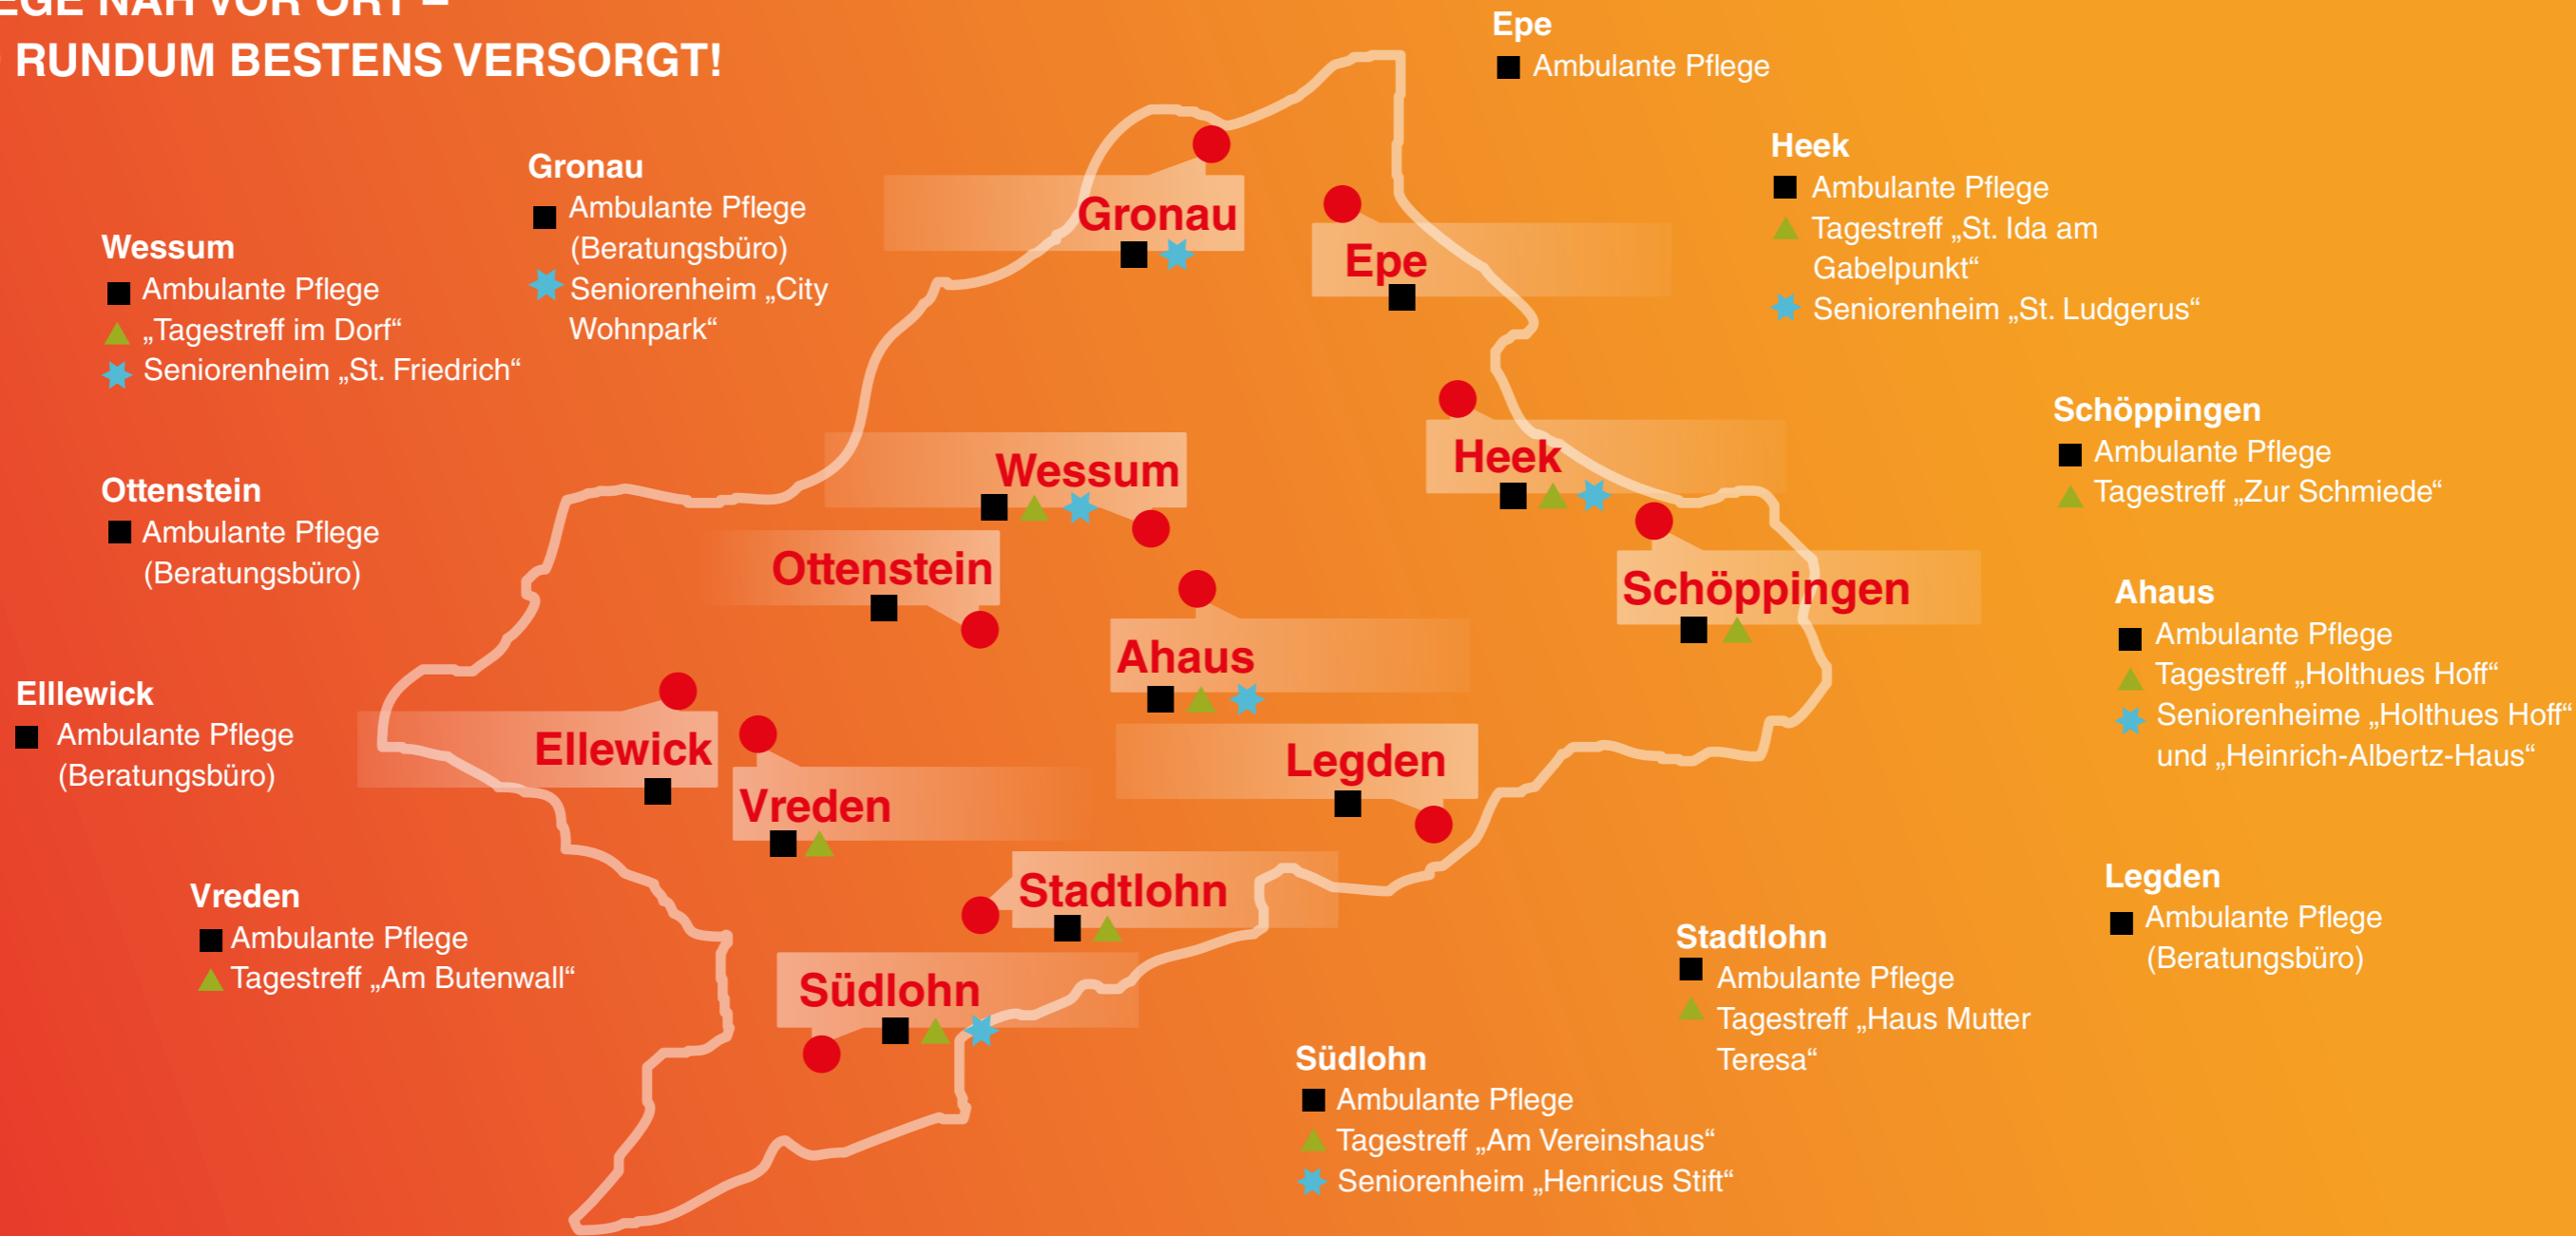 RUNDUM BESTENS VERSORGT!
Epe
Ambulante Pflege
Gronau
Ambulante Pflege
(Beratungsbüro)
Seniorenheim „City
Wohnpark“
Heek
Ambulante Pflege
Tagestreff „St. Ida am
Gabelpunkt“
Seniorenheim „St. Ludgerus“
Wessum
Ambulante Pflege
„Tagestreff im Dorf“
Seniorenheim „St. Friedrich“
Schöppingen
Ambulante Pflege
Tagestreff „Zur Schmiede“
Ottenstein
Ambulante Pflege
(Beratungsbüro)
Ahaus
Ambulante Pflege
Tagestreff „Holthues Hoff“
Seniorenheime „Holthues Hoff“
und „Heinrich-Albertz-Haus“
Elllewick
Ambulante Pflege
(Beratungsbüro)
Legden
Ambulante Pflege
(Beratungsbüro)
Vreden
Ambulante Pflege
Tagestreff „Am Butenwall“
Stadtlohn
Ambulante Pflege
Tagestreff „Haus Mutter
Teresa“
Südlohn
Ambulante Pflege
Tagestreff „Am Vereinshaus“
Seniorenheim „Henricus Stift“
Gronau
Epe
Heek
Wessum
Ottenstein
Schöppingen
Ahaus
Ellewick
Legden
Vreden
Stadtlohn
Südlohn